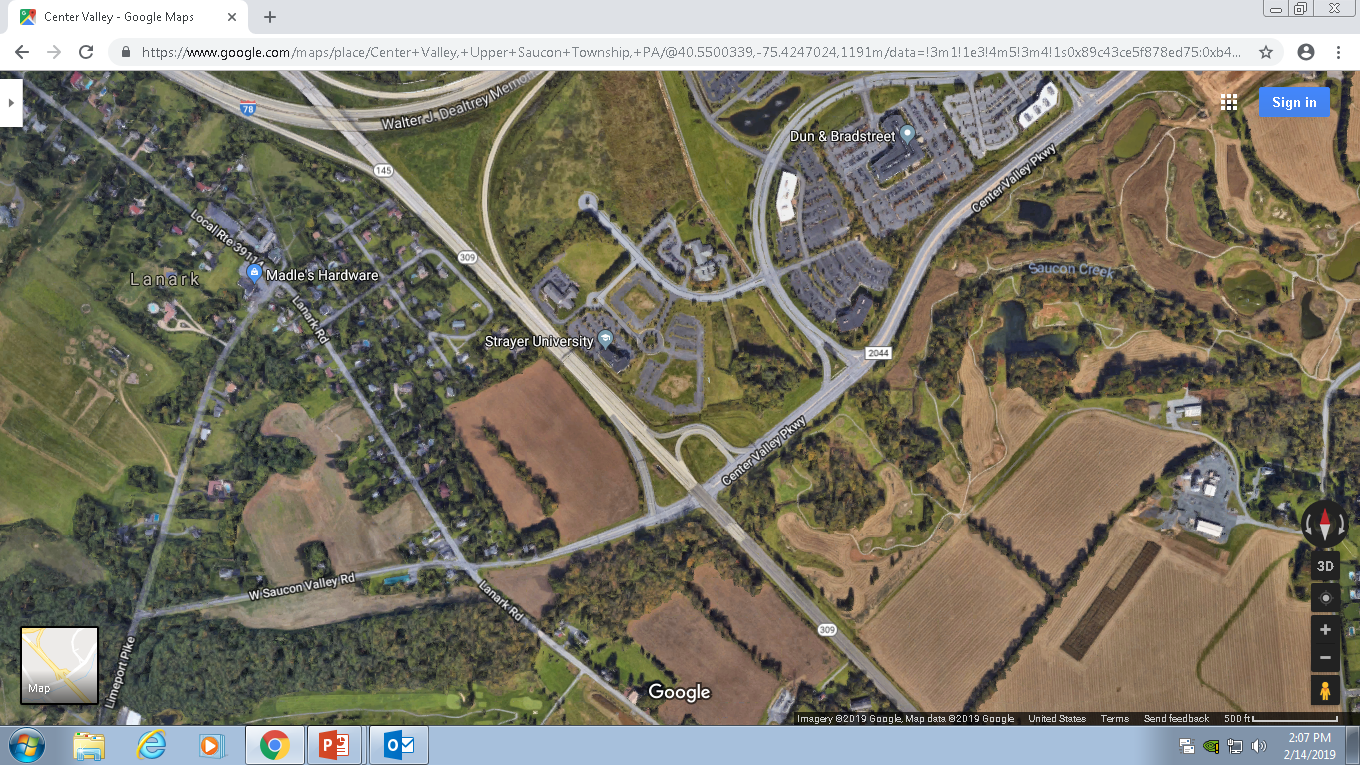 Center Valley - Google Maps
https://www.google.com/maps/place/Center+Valley,+Upper+Saucon+Township,+PA/@40.5500339,-75.4247024,1191m/data=!3m1!1e3!4m5!3m4!1s0x89c43ce5f878ed75:0xb4...
78
Walter J. Dealtrey Memor
Sign in
Dun & Bradstreet
145
Center Valley Pkwy
Local Rte 39114
309
Saucon Creek
Lanark
Madle's Hardware
Lanark Rd
Strayer University
2044
Center Valley Pkwy
3D
W Saucon Valley Rd
Lanark Rd
309
Limeport Pike
Map
Google
Imagery ©2019 Google, Map data ©2019 Google United States Terms Send feedback 500 ft
2:07 PM
2/14/2019